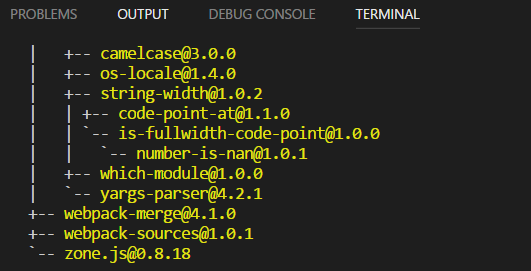 PROBLEMS OUTPUT DEBUG CONSOLE TERMINAL
|   +-- camelcase@3.0.0
|   +-- os-locale@1.4.0
|   +-- string-width@1.0.2
|   | +-- code-point-at@1.1.0
|   | `-- is-fullwidth-code-point@1.0.0
|   |   `-- number-is-nan@1.0.1
|   +-- which-module@1.0.0
|   `-- yargs-parser@4.2.1
+-- webpack-merge@4.1.0
+-- webpack-sources@1.0.1
`-- zone.js@0.8.18